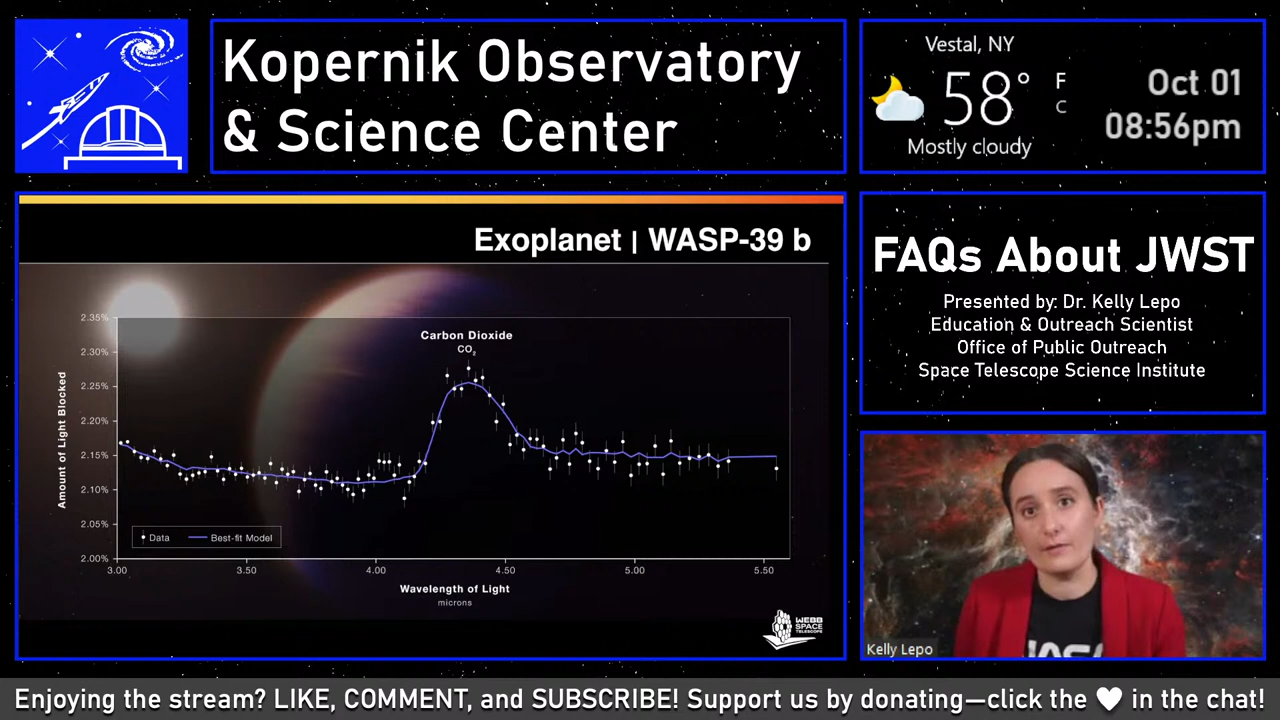 Kopernik Observatory
& Science Center
Vestal, NY
58° F
C
Mostly cloudy
Oct 01
08:56pm
Exoplanet | WASP-39 b
2.35%
2.30%
2.25%
2.20%
2.15%
2.10%
2.05%
2.00%
Amount of Light Blocked
Carbon Dioxide
CO₂
Data
Best-fit Model
3.00
3.50
4.00
4.50
5.00
5.50
Wavelength of Light
microns
WEBB
SPACE
TELESCOPE
FAQs About JWST
Presented by: Dr. Kelly Lepo
Education & Outreach Scientist
Office of Public Outreach
Space Telescope Science Institute
NASA
Kelly Lepo
Enjoying the stream? LIKE, COMMENT, and SUBSCRIBE! Support us by donating—click the ♥ in the chat!